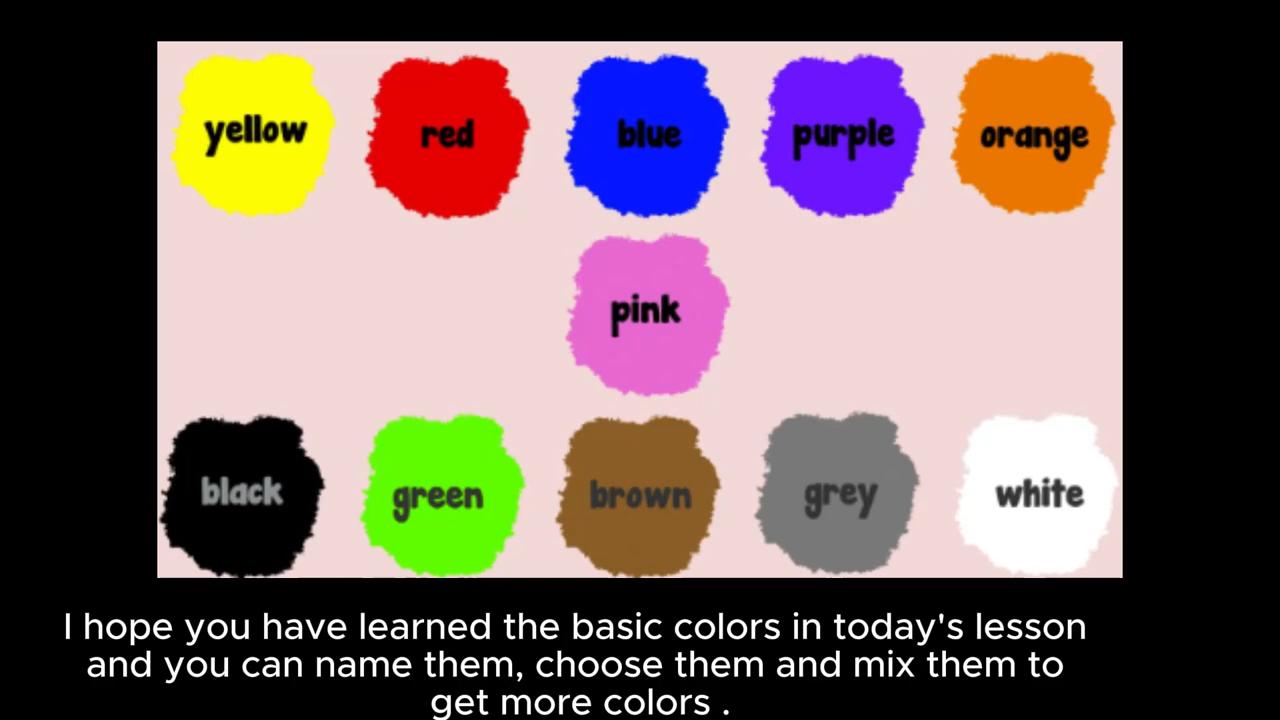 yellow red blue purple orange
pink
black green brown grey white
I hope you have learned the basic colors in today's lesson
and you can name them, choose them and mix them to
get more colors .